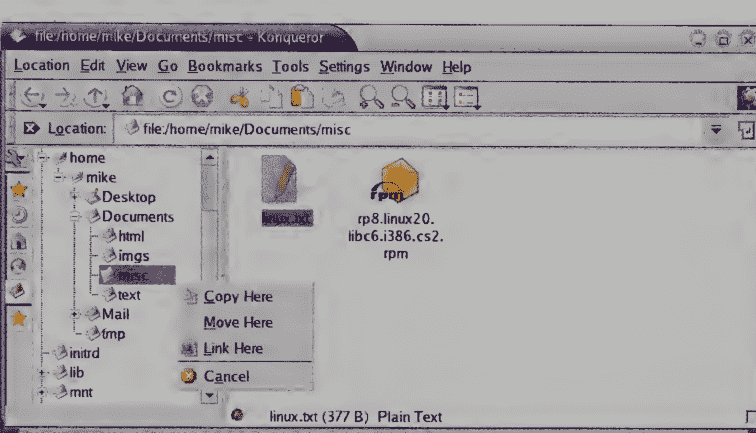 file:/home/mike/Documents/misc - Konqueror
Location Edit View Go Bookmarks Tools Settings Window Help
Location: file:/home/mike/Documents/misc
home
mike
Desktop
Documents
html
imgs
misc
text
Mail
tmp
initrd
lib
mnt
linux.txt
rpm
rp8.linux20.
libc6.i386.cs2.
rpm
Copy Here
Move Here
Link Here
Cancel
linux.txt (377 B) Plain Text